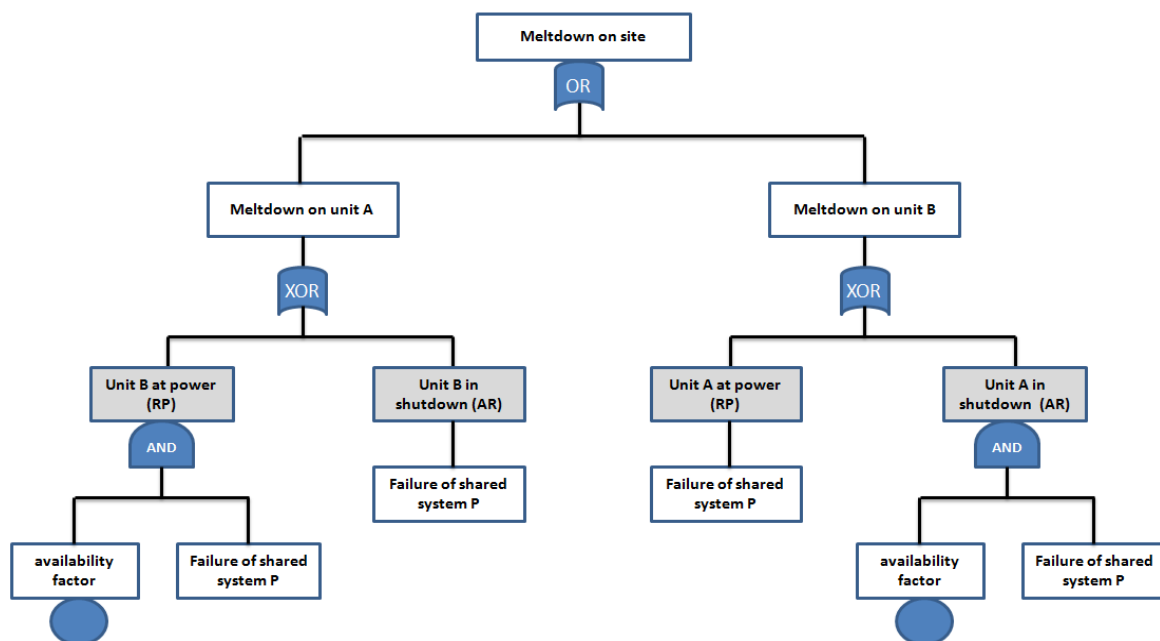 Meltdown on site
OR
Meltdown on unit A
Meltdown on unit B
XOR
XOR
Unit B at power
(RP)
Unit B in
shutdown (AR)
Unit A at power
(RP)
Unit A in
shutdown (AR)
AND
AND
Failure of shared
system P
Failure of shared
system P
availability
factor
Failure of shared
system P
availability
factor
Failure of shared
system P